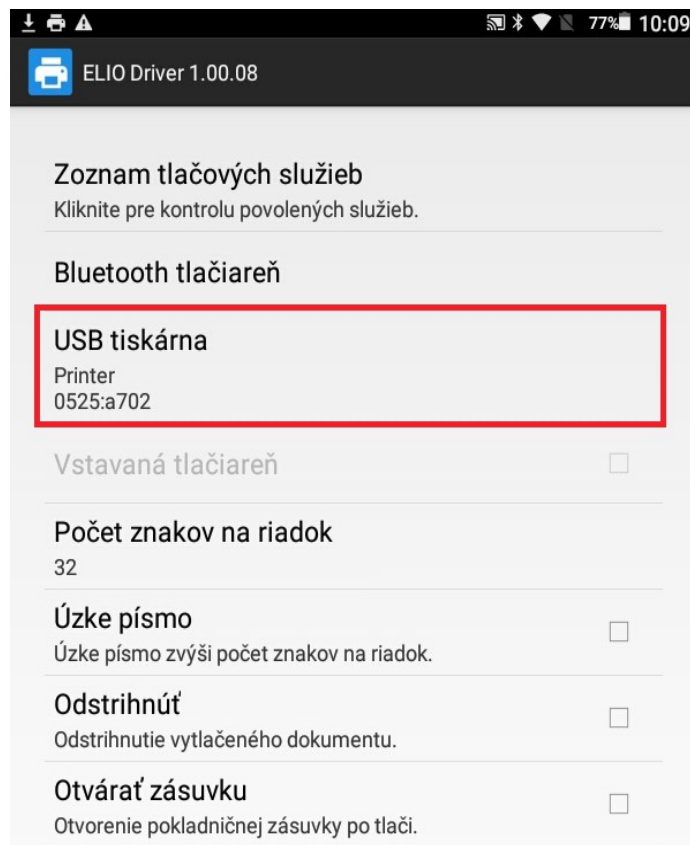 77% 10:09
ELIO Driver 1.00.08
Zoznam tlačových služieb
Kliknite pre kontrolu povolených služieb.
Bluetooth tlačiareň
USB tiskárna
Printer
0525:a702
Vstavaná tlačiareň
Počet znakov na riadok
32
Úzke písmo
Úzke písmo zvýši počet znakov na riadok.
Odstrihnúť
Odstrihnutie vytlačeného dokumentu.
Otvárať zásuvku
Otvorenie pokladničnej zásuvky po tlači.